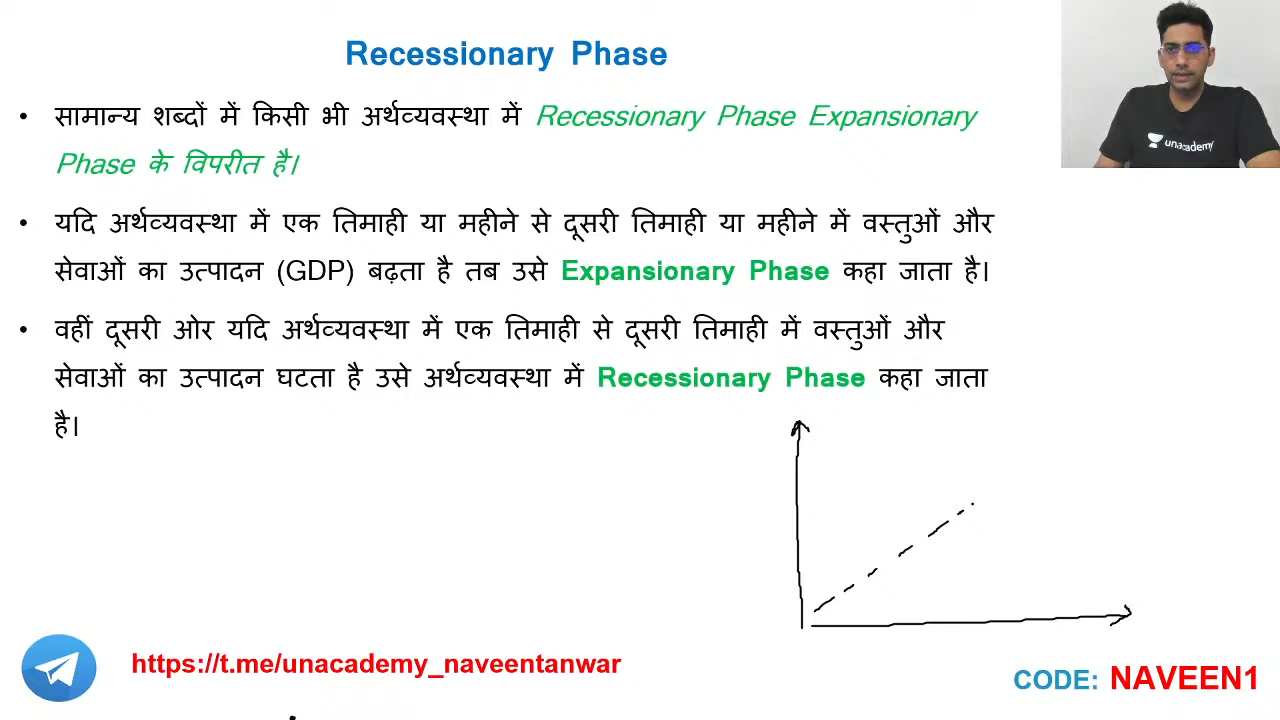 Recessionary Phase
• सामान्य शब्दों में किसी भी अर्थव्यवस्था में Recessionary Phase Expansionary
Phase के विपरीत है।
• यदि अर्थव्यवस्था में एक तिमाही या महीने से दूसरी तिमाही या महीने में वस्तुओं और
सेवाओं का उत्पादन (GDP) बढ़ता है तब उसे Expansionary Phase कहा जाता है।
• वहीं दूसरी ओर यदि अर्थव्यवस्था में एक तिमाही से दूसरी तिमाही में वस्तुओं और
सेवाओं का उत्पादन घटता है उसे अर्थव्यवस्था में Recessionary Phase कहा जाता
है।
unacademy
https://t.me/unacademy_naveentanwar
CODE: NAVEEN1